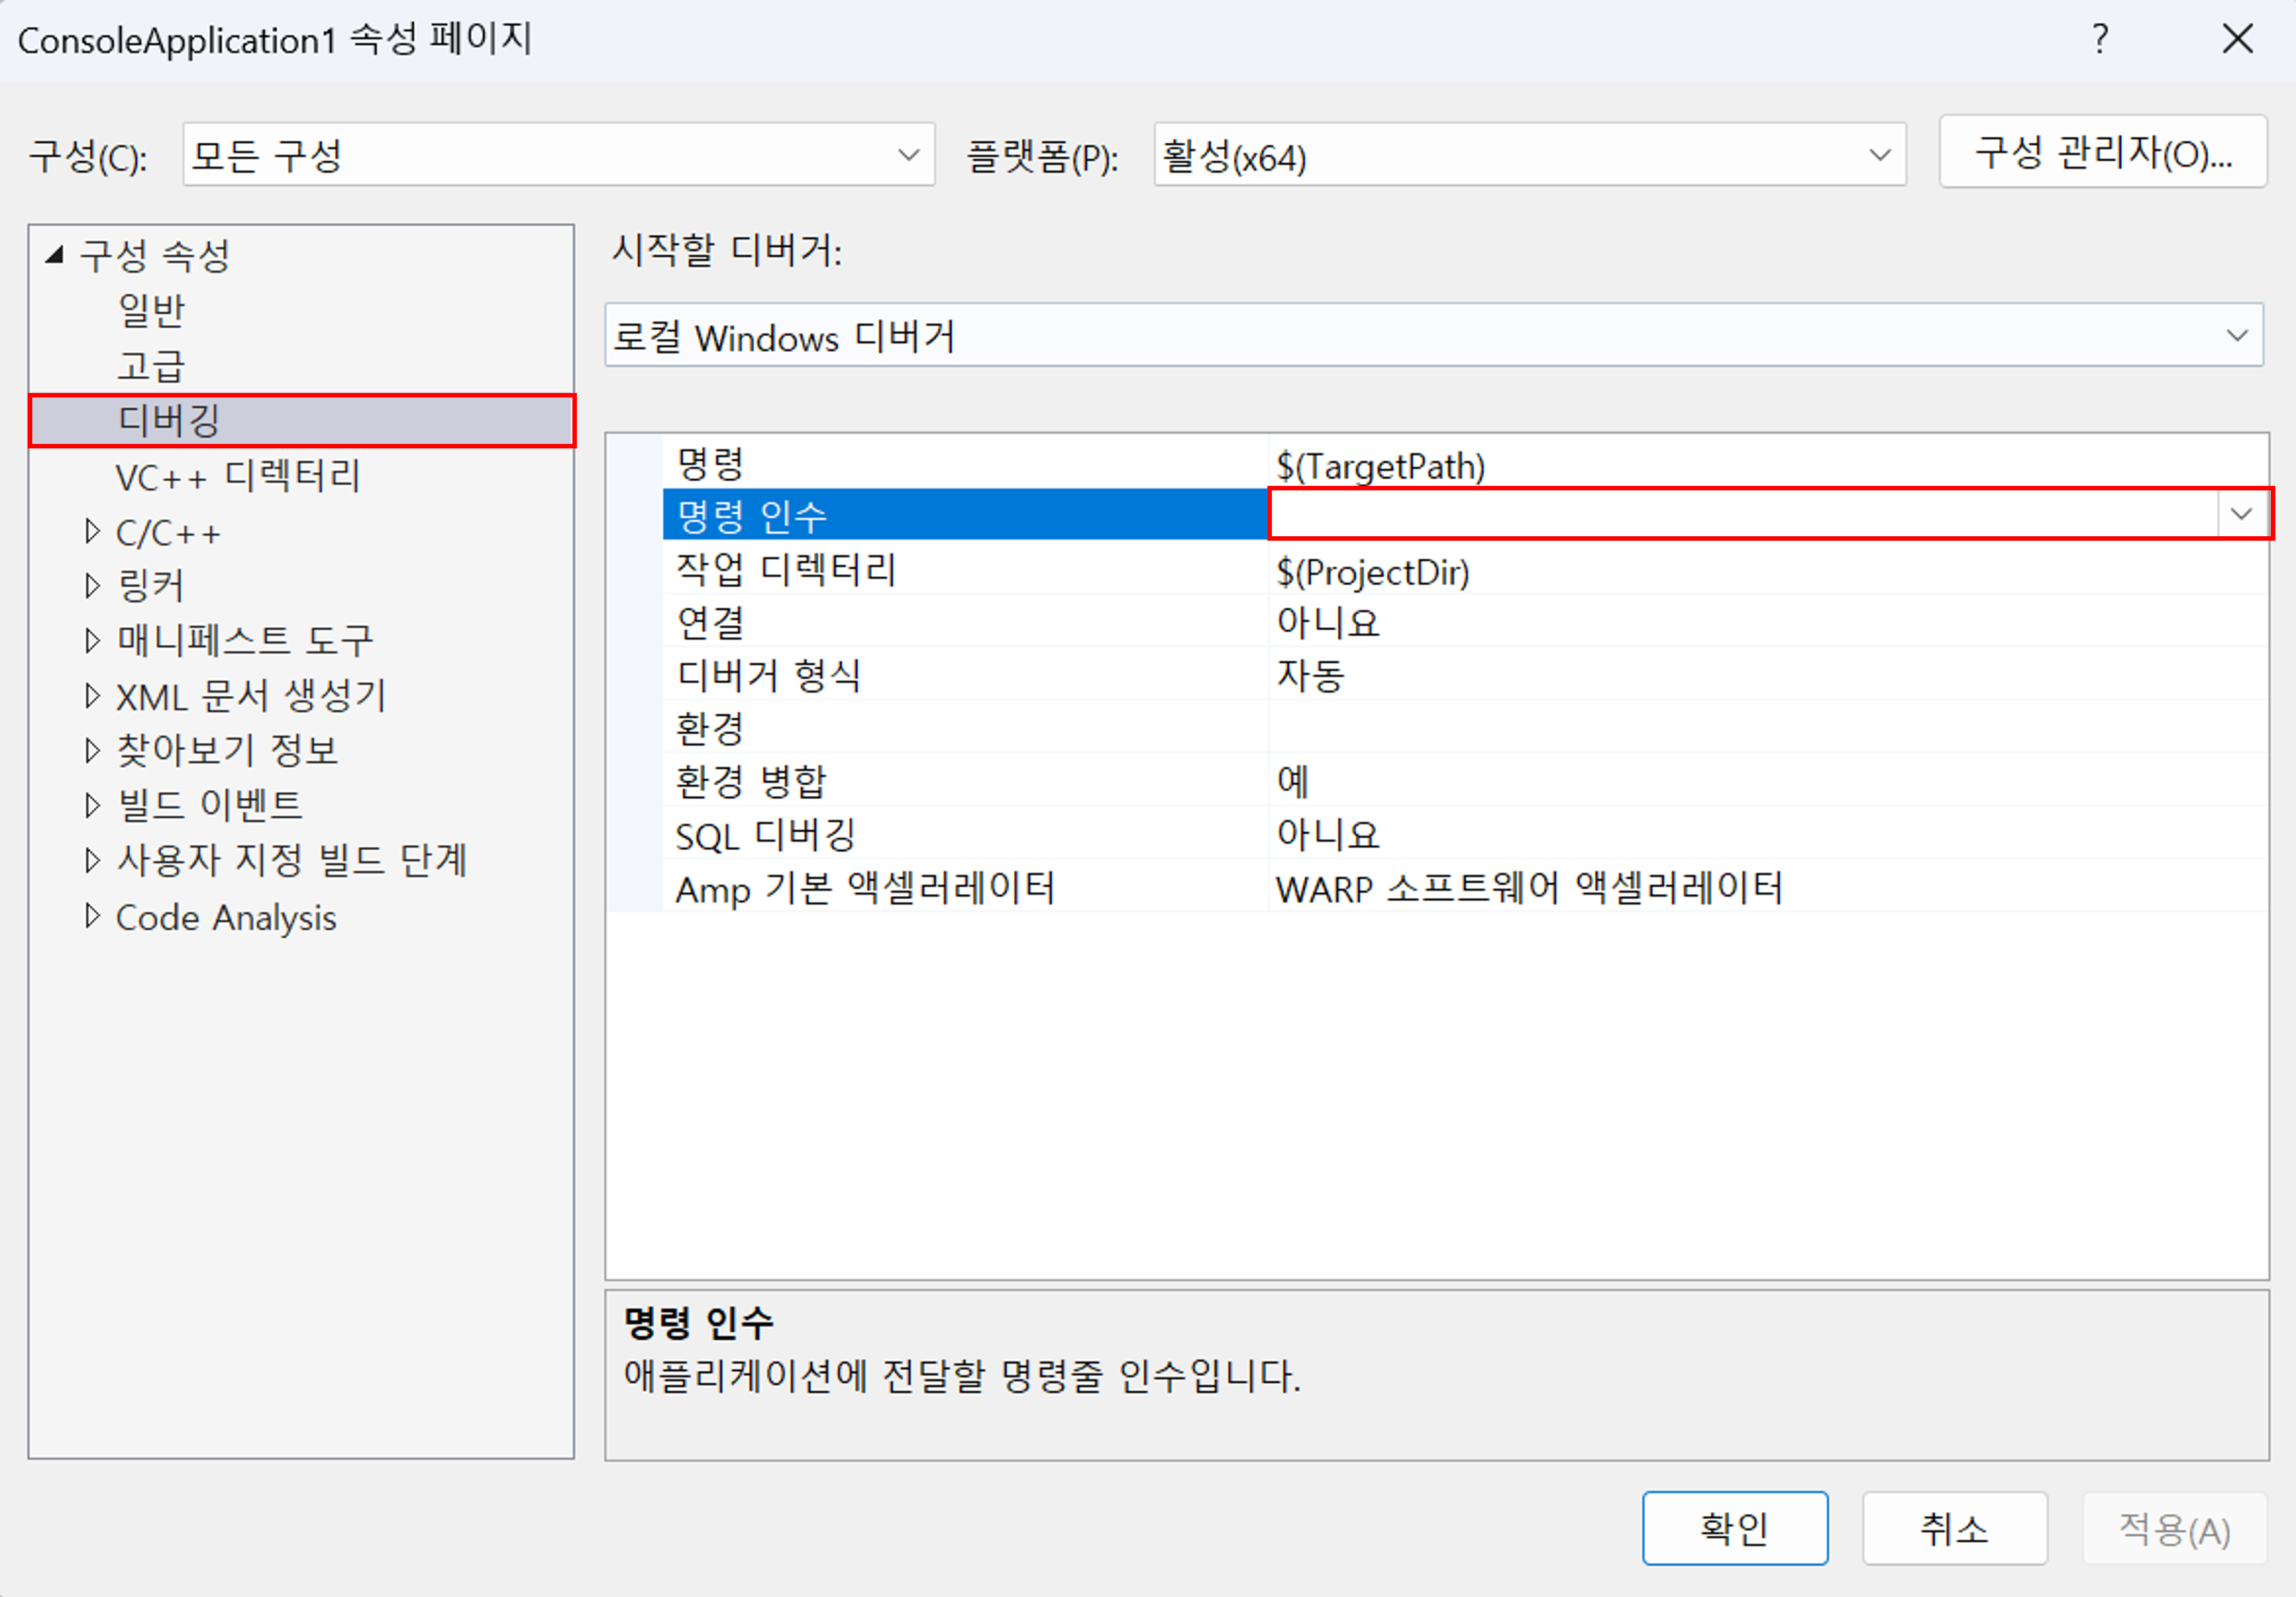 ConsoleApplication1 속성 페이지
?
구성(C):
모든 구성
플랫폼(P):
활성(x64)
구성 관리자(O)...
구성 속성
일반
고급
디버깅
VC++ 디렉터리
C/C++
링커
매니페스트 도구
XML 문서 생성기
찾아보기 정보
빌드 이벤트
사용자 지정 빌드 단계
Code Analysis
시작할 디버거:
로컬 Windows 디버거
명령 $(TargetPath)
명령 인수
작업 디렉터리 $(ProjectDir)
연결 아니요
디버거 형식 자동
환경
환경 병합 예
SQL 디버깅 아니요
Amp 기본 액셀러레이터 WARP 소프트웨어 액셀러레이터
명령 인수
애플리케이션에 전달할 명령줄 인수입니다.
확인
취소
적용(A)